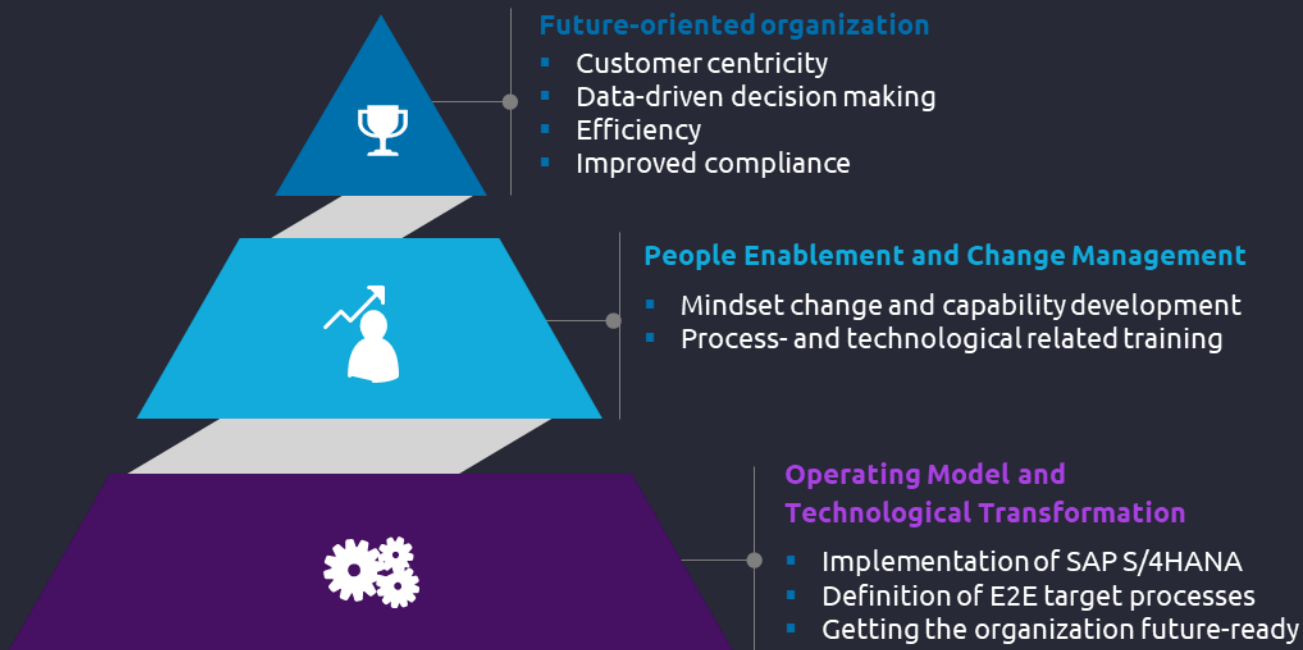 Future-oriented organization
▪ Customer centricity
▪ Data-driven decision making
▪ Efficiency
▪ Improved compliance
People Enablement and Change Management
▪ Mindset change and capability development
▪ Process- and technological related training
Operating Model and
Technological Transformation
▪ Implementation of SAP S/4HANA
▪ Definition of E2E target processes
▪ Getting the organization future-ready